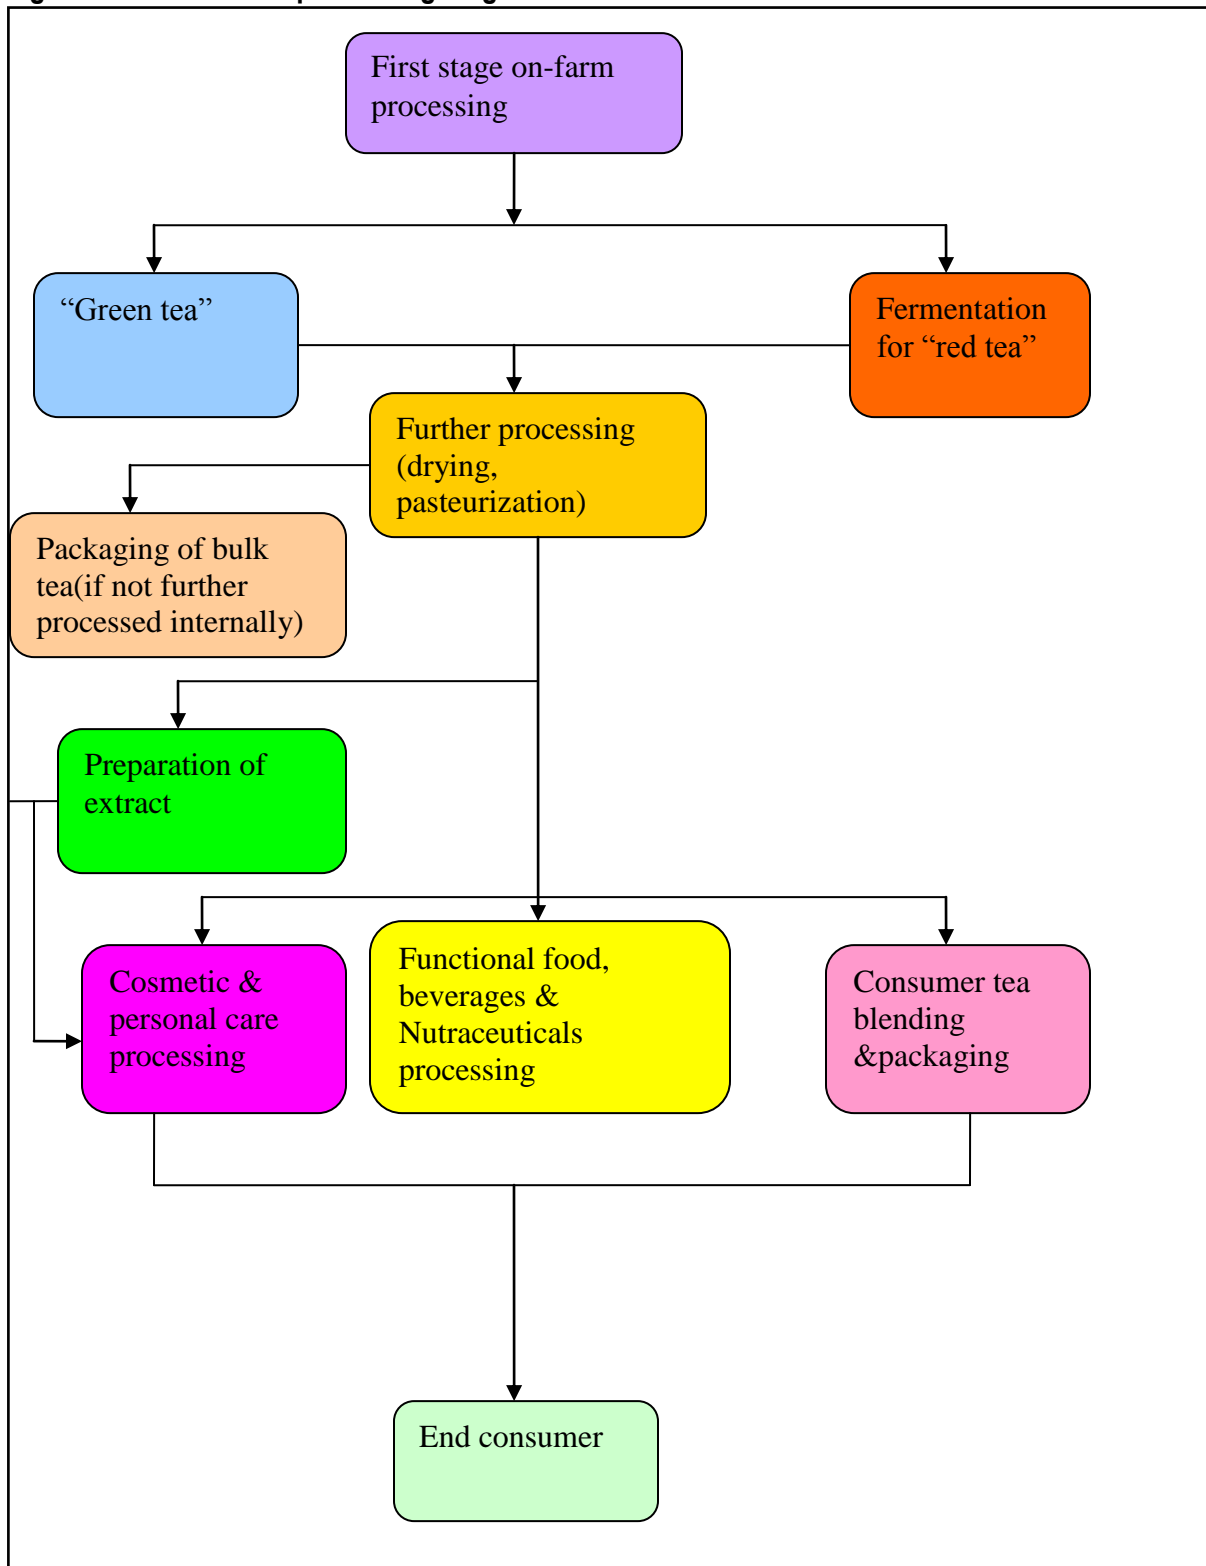 First stage on-farm
processing
“Green tea”
Fermentation
for “red tea”
Further processing
(drying,
pasteurization)
Packaging of bulk
tea(if not further
processed internally)
Preparation of
extract
Cosmetic &
personal care
processing
Functional food,
beverages &
Nutraceuticals
processing
Consumer tea
blending
&packaging
End consumer